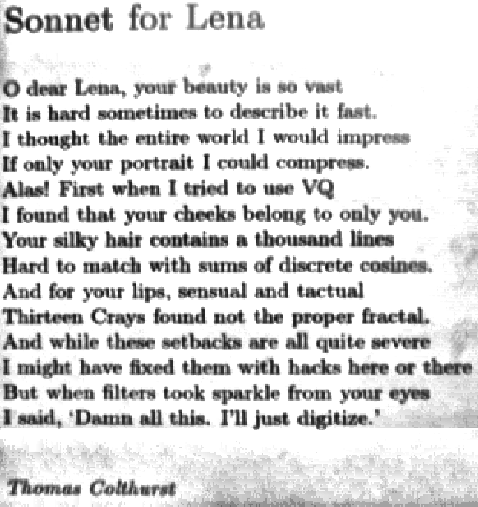 Sonnet for Lena
O dear Lena, your beauty is so vast
It is hard sometimes to describe it fast.
I thought the entire world I would impress
If only your portrait I could compress.
Alas! First when I tried to use VQ
I found that your cheeks belong to only you.
Your silky hair contains a thousand lines
Hard to match with sums of discrete cosines.
And for your lips, sensual and tactual
Thirteen Crays found not the proper fractal.
And while these setbacks are all quite severe
I might have fixed them with hacks here or there
But when filters took sparkle from your eyes
I said, 'Damn all this. I'll just digitize.'
Thomas Colthurst